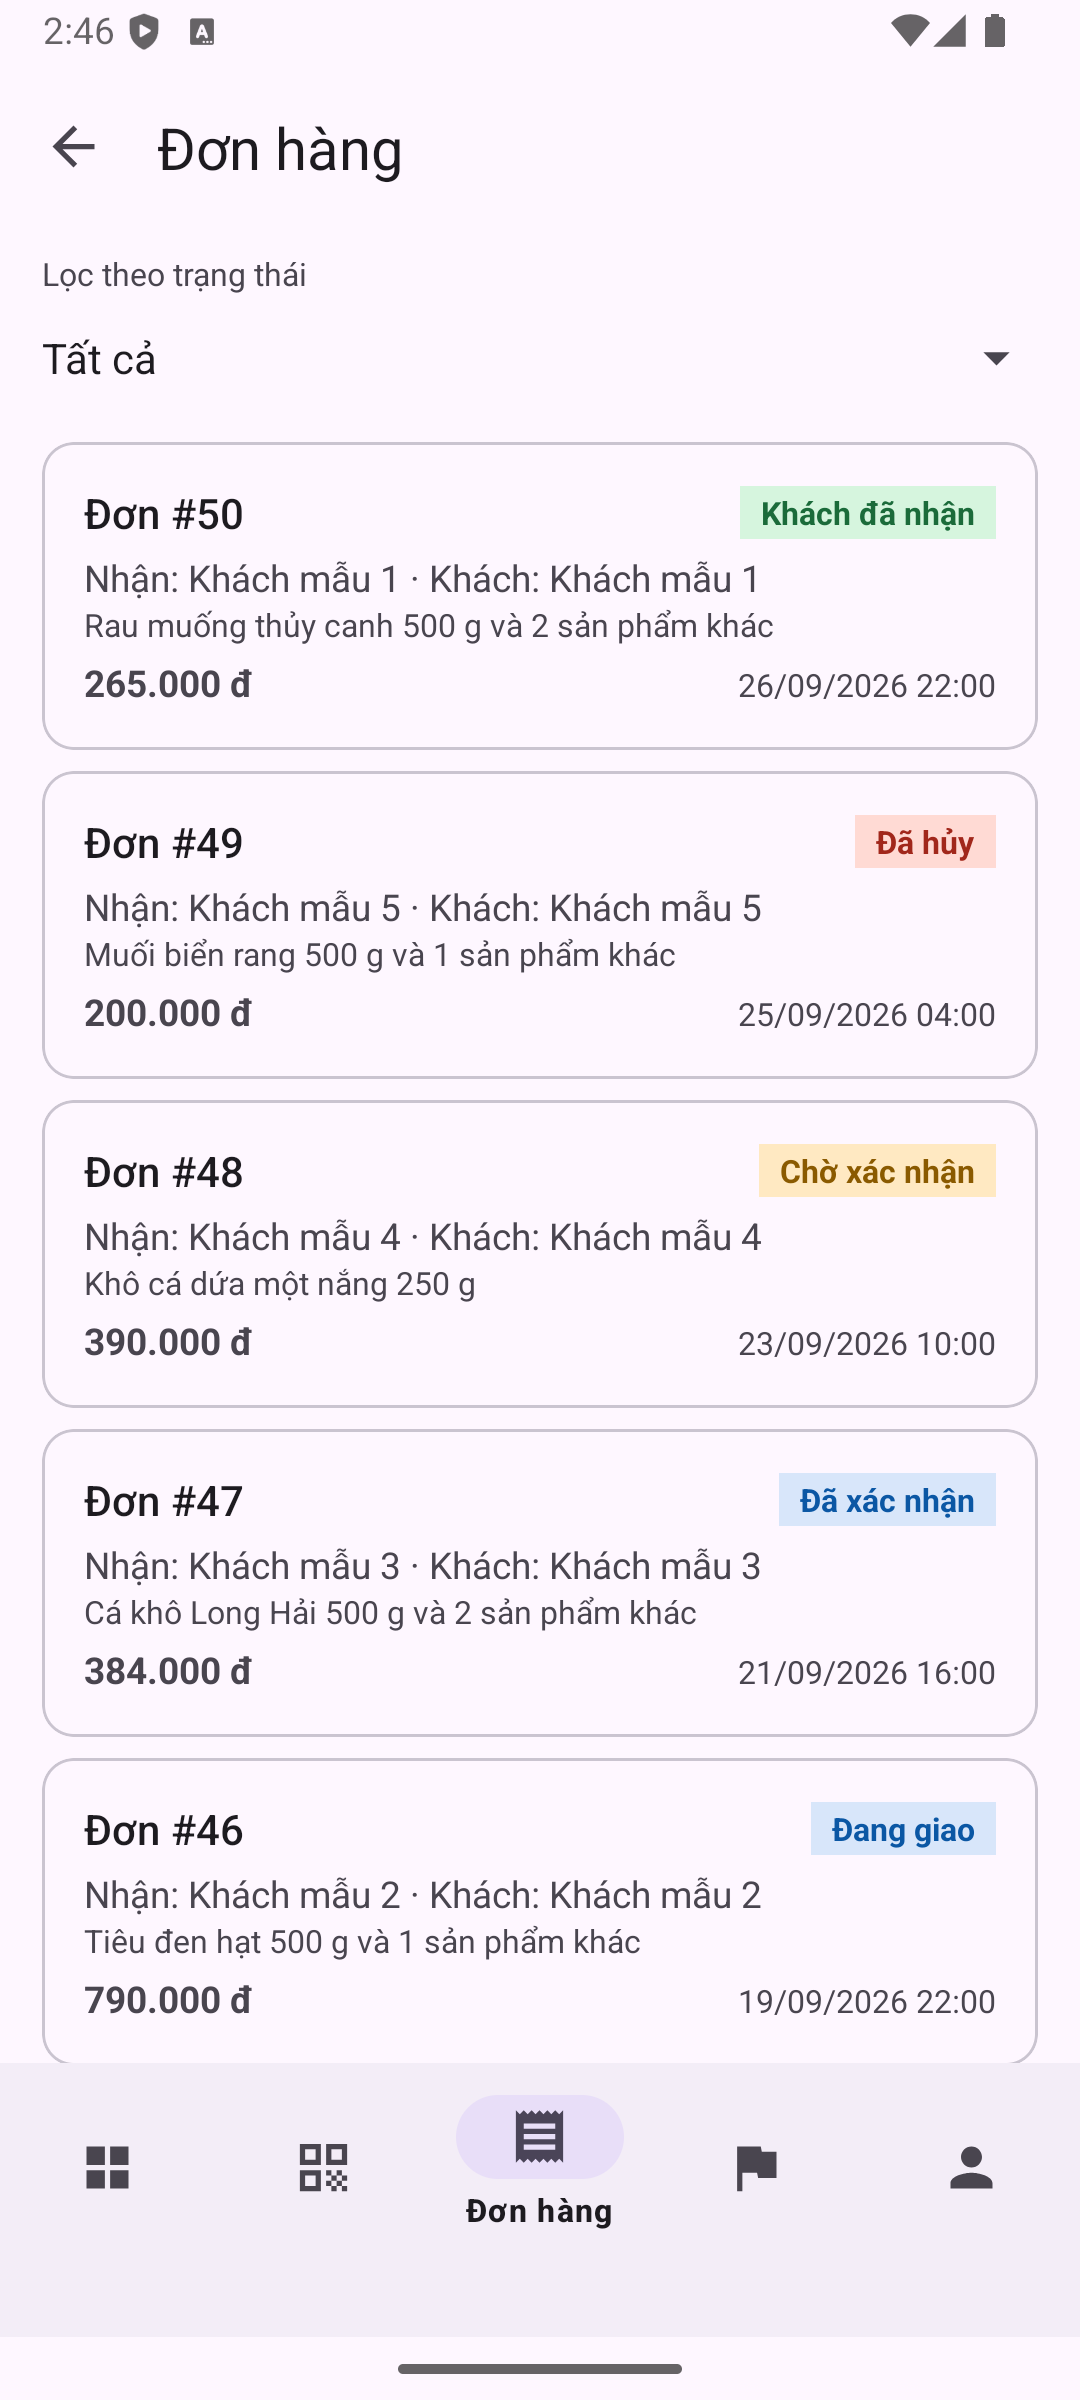 2:46
Đơn hàng
Lọc theo trạng thái
Tất cả
Đơn #50
Khách đã nhận
Nhận: Khách mẫu 1 · Khách: Khách mẫu 1
Rau muống thủy canh 500 g và 2 sản phẩm khác
265.000 đ
26/09/2026 22:00
Đơn #49
Đã hủy
Nhận: Khách mẫu 5 · Khách: Khách mẫu 5
Muối biển rang 500 g và 1 sản phẩm khác
200.000 đ
25/09/2026 04:00
Đơn #48
Chờ xác nhận
Nhận: Khách mẫu 4 · Khách: Khách mẫu 4
Khô cá dứa một nắng 250 g
390.000 đ
23/09/2026 10:00
Đơn #47
Đã xác nhận
Nhận: Khách mẫu 3 · Khách: Khách mẫu 3
Cá khô Long Hải 500 g và 2 sản phẩm khác
384.000 đ
21/09/2026 16:00
Đơn #46
Đang giao
Nhận: Khách mẫu 2 · Khách: Khách mẫu 2
Tiêu đen hạt 500 g và 1 sản phẩm khác
790.000 đ
19/09/2026 22:00
Đơn hàng